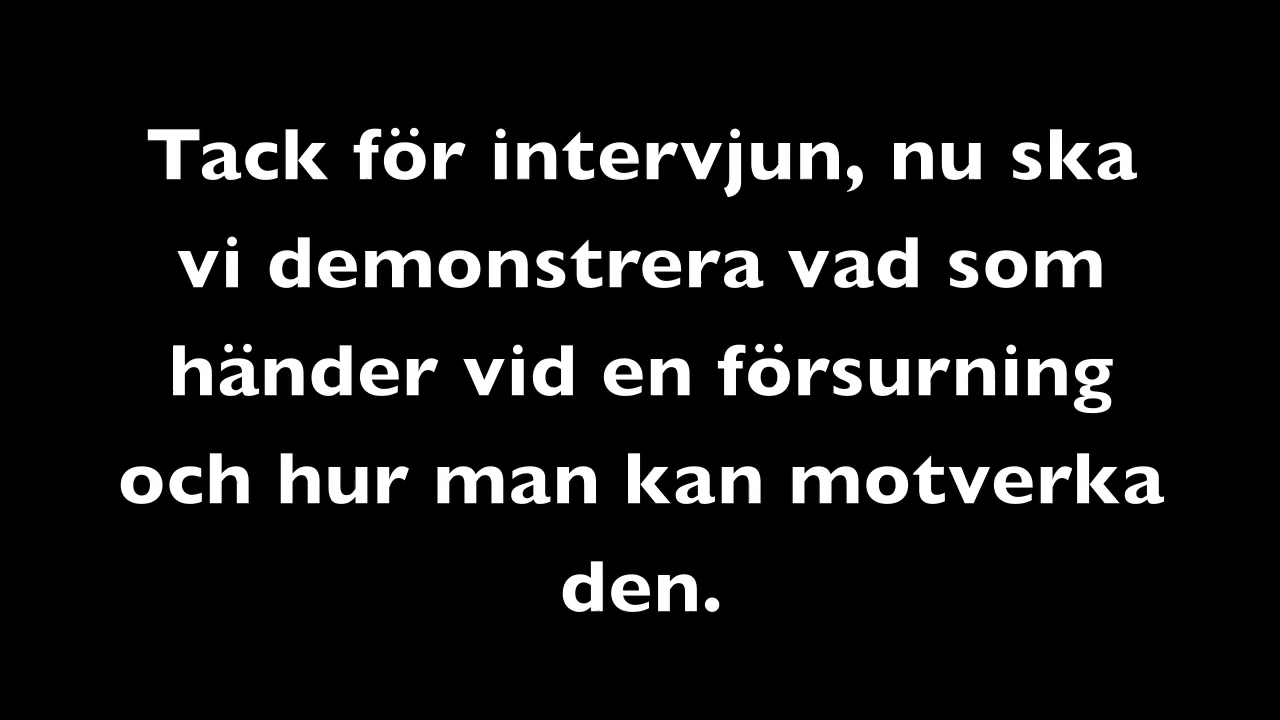 Tack för intervjun, nu ska
vi demonstrera vad som
händer vid en försurning
och hur man kan motverka
den.